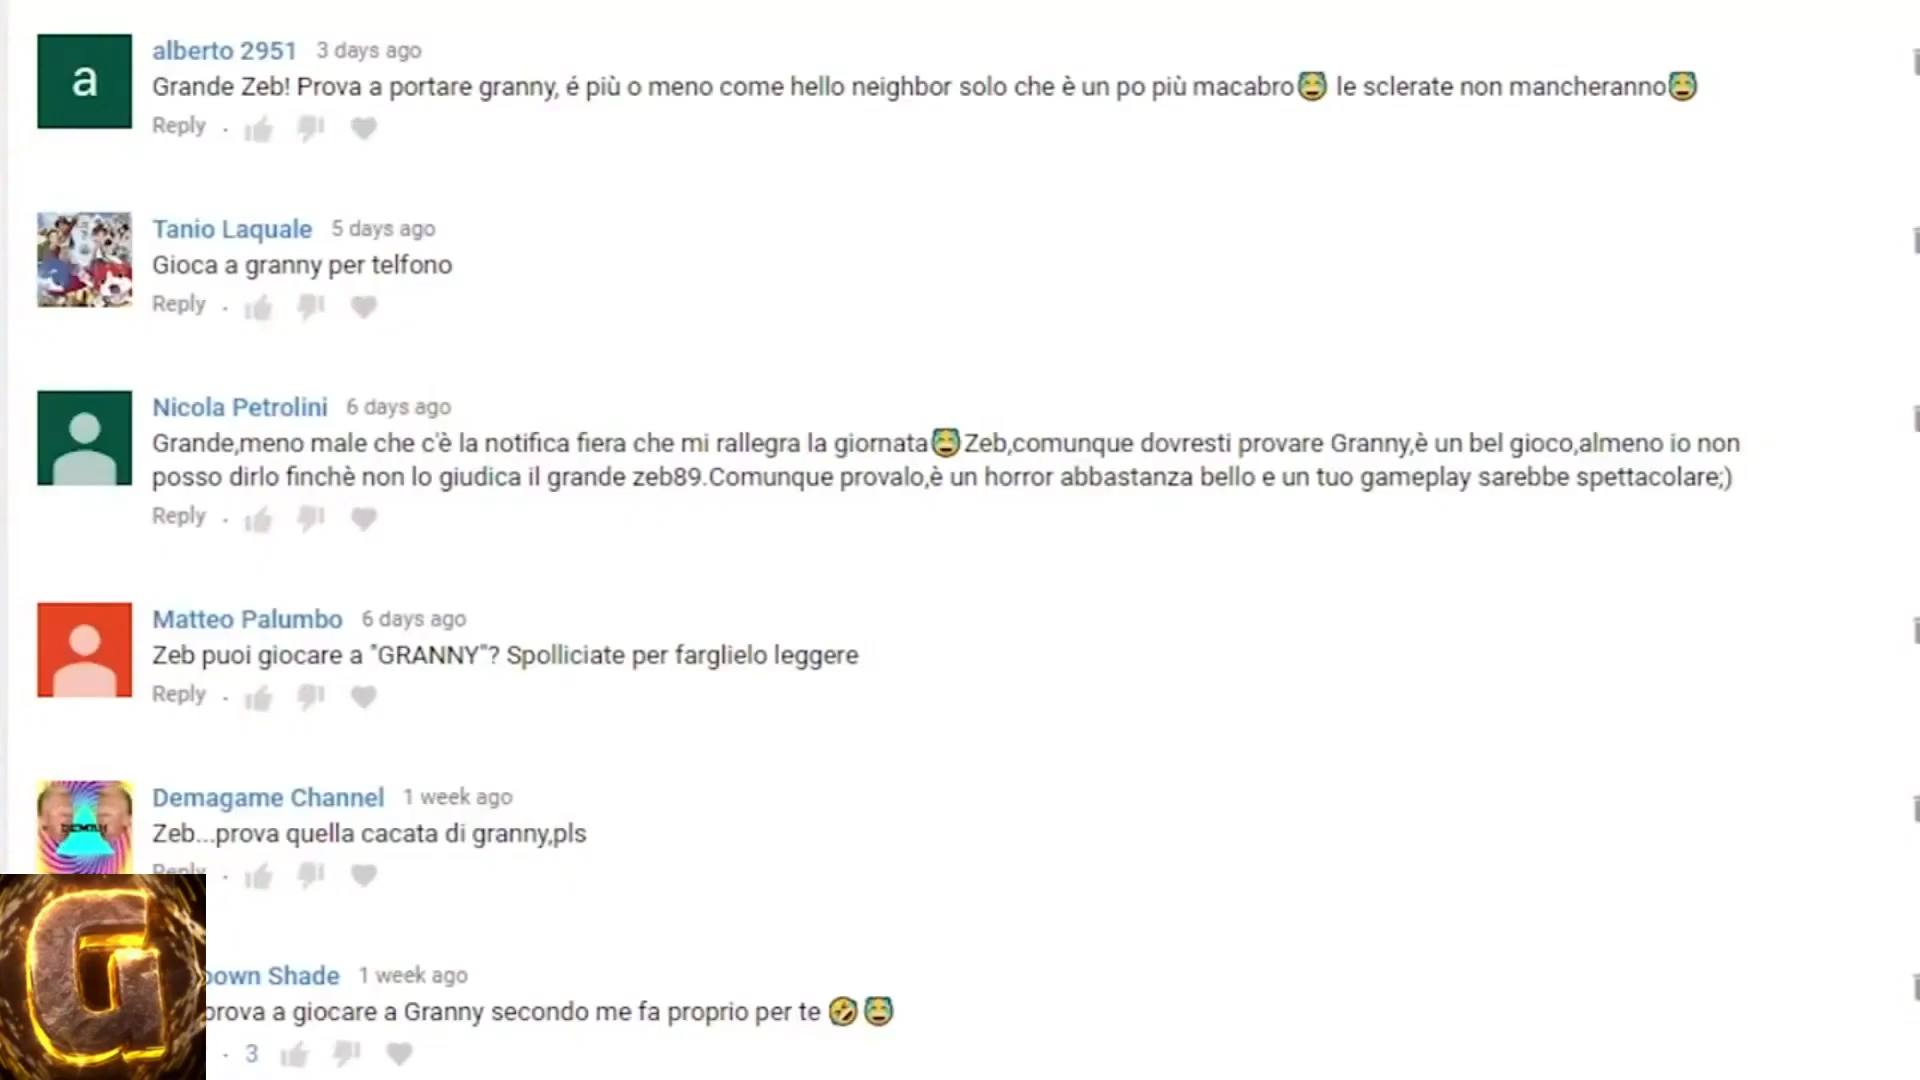 a
alberto 2951 3 days ago
Grande Zeb! Prova a portare granny, é più o meno come hello neighbor solo che è un po più macabro😅 le sclerate non mancheranno😅
Reply
Tanio Laquale 5 days ago
Gioca a granny per telfono
Reply
Nicola Petrolini 6 days ago
Grande,meno male che c'è la notifica fiera che mi rallegra la giornata😅Zeb,comunque dovresti provare Granny,è un bel gioco,almeno io non
posso dirlo finchè non lo giudica il grande zeb89.Comunque provalo,è un horror abbastanza bello e un tuo gameplay sarebbe spettacolare;)
Reply
Matteo Palumbo 6 days ago
Zeb puoi giocare a "GRANNY"? Spolliciate per farglielo leggere
Reply
Demagame Channel 1 week ago
Zeb...prova quella cacata di granny,pls
Reply
Shade 1 week ago
prova a giocare a Granny secondo me fa proprio per te 🤣😅
3
G